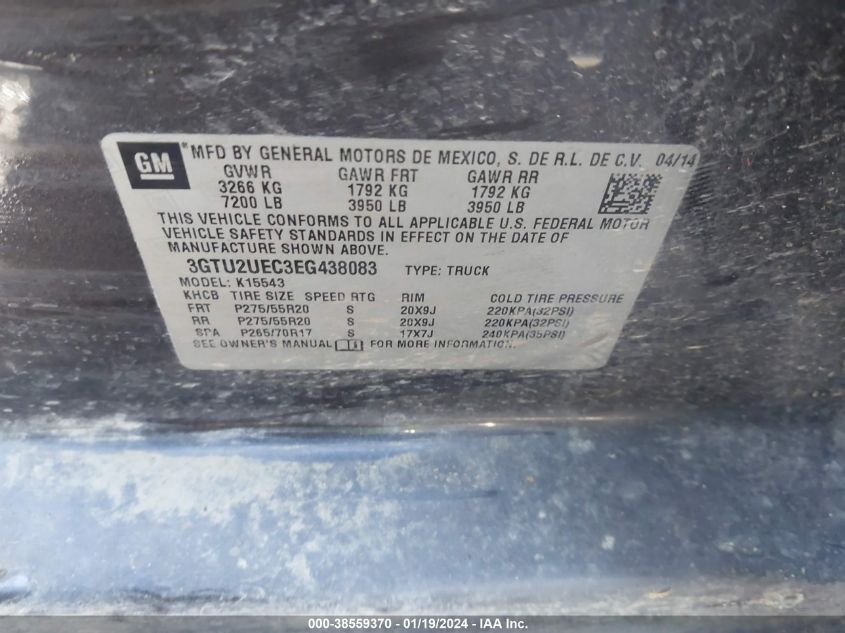 GM ® MFD BY GENERAL MOTORS DE MEXICO, S. DE R.L. DE C.V. 04/14
GVWR GAWR FRT GAWR RR
3266 KG 1792 KG 1792 KG
7200 LB 3950 LB 3950 LB
THIS VEHICLE CONFORMS TO ALL APPLICABLE U.S. FEDERAL MOTOR
VEHICLE SAFETY STANDARDS IN EFFECT ON THE DATE OF
MANUFACTURE SHOWN ABOVE.
3GTU2UEC3EG438083 TYPE: TRUCK
MODEL: K15543
KHCB TIRE SIZE SPEED RTG RIM COLD TIRE PRESSURE
FRT P275/55R20 S 20X9J 220KPA(32PSI)
RR P275/55R20 S 20X9J 220KPA(32PSI)
SPA P265/70R17 S 17X7J 240KPA(35PSI)
SEE OWNER'S MANUAL FOR MORE INFORMATION.
000-38559370 - 01/19/2024 - IAA Inc.